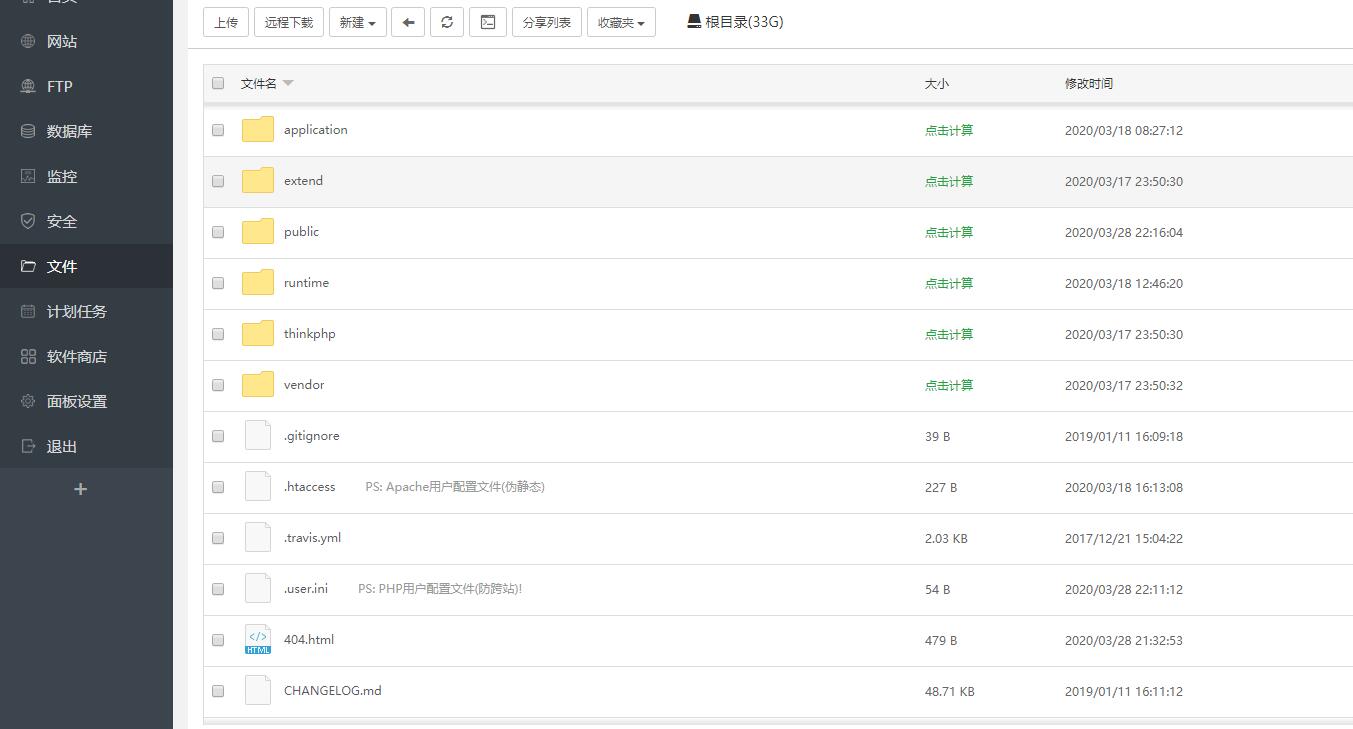 首页
网站
FTP
数据库
监控
安全
文件
计划任务
软件商店
面板设置
退出
+
上传 远程下载 新建 分享列表 收藏夹 根目录(33G)
文件名 大小 修改时间
application 点击计算 2020/03/18 08:27:12
extend 点击计算 2020/03/17 23:50:30
public 点击计算 2020/03/28 22:16:04
runtime 点击计算 2020/03/18 12:46:20
thinkphp 点击计算 2020/03/17 23:50:30
vendor 点击计算 2020/03/17 23:50:32
.gitignore 39 B 2019/01/11 16:09:18
.htaccess PS: Apache用户配置文件(伪静态) 227 B 2020/03/18 16:13:08
.travis.yml 2.03 KB 2017/12/21 15:04:22
.user.ini PS: PHP用户配置文件(防跨站)! 54 B 2020/03/28 22:11:12
</> HTML 404.html 479 B 2020/03/28 21:32:53
CHANGELOG.md 48.71 KB 2019/01/11 16:11:12